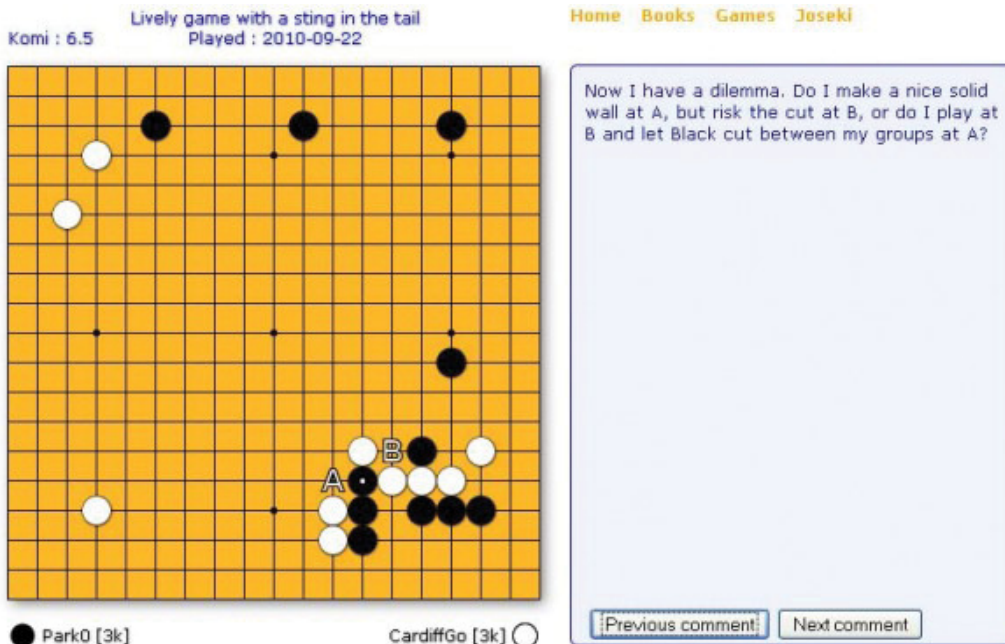 Lively game with a sting in the tail
Komi : 6.5 Played : 2010-09-22
Home Books Games Joseki
Now I have a dilemma. Do I make a nice solid
wall at A, but risk the cut at B, or do I play at
B and let Black cut between my groups at A?
B
A
Park0 [3k] CardiffGo [3k]
Previous comment Next comment